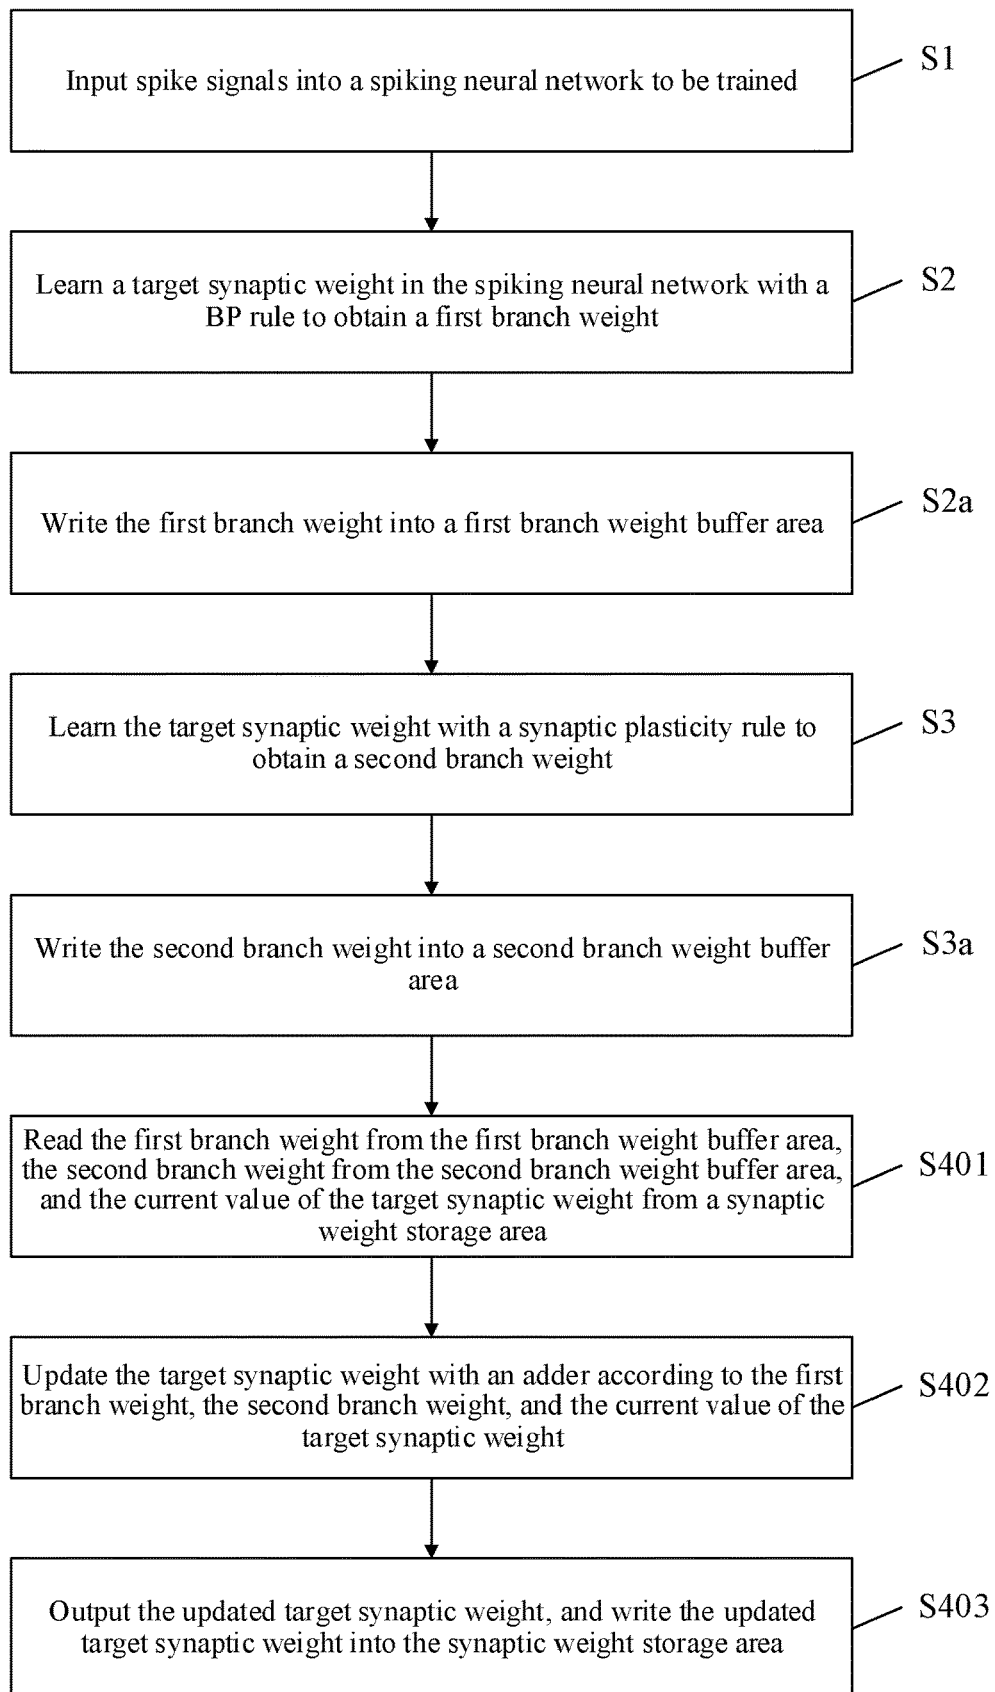 Input spike signals into a spiking neural network to be trained
S1
Learn a target synaptic weight in the spiking neural network with a
BP rule to obtain a first branch weight
S2
Write the first branch weight into a first branch weight buffer area
S2a
Learn the target synaptic weight with a synaptic plasticity rule to
obtain a second branch weight
S3
Write the second branch weight into a second branch weight buffer
area
S3a
Read the first branch weight from the first branch weight buffer area,
the second branch weight from the second branch weight buffer area,
and the current value of the target synaptic weight from a synaptic
weight storage area
S401
Update the target synaptic weight with an adder according to the first
branch weight, the second branch weight, and the current value of the
target synaptic weight
S402
Output the updated target synaptic weight, and write the updated
target synaptic weight into the synaptic weight storage area
S403